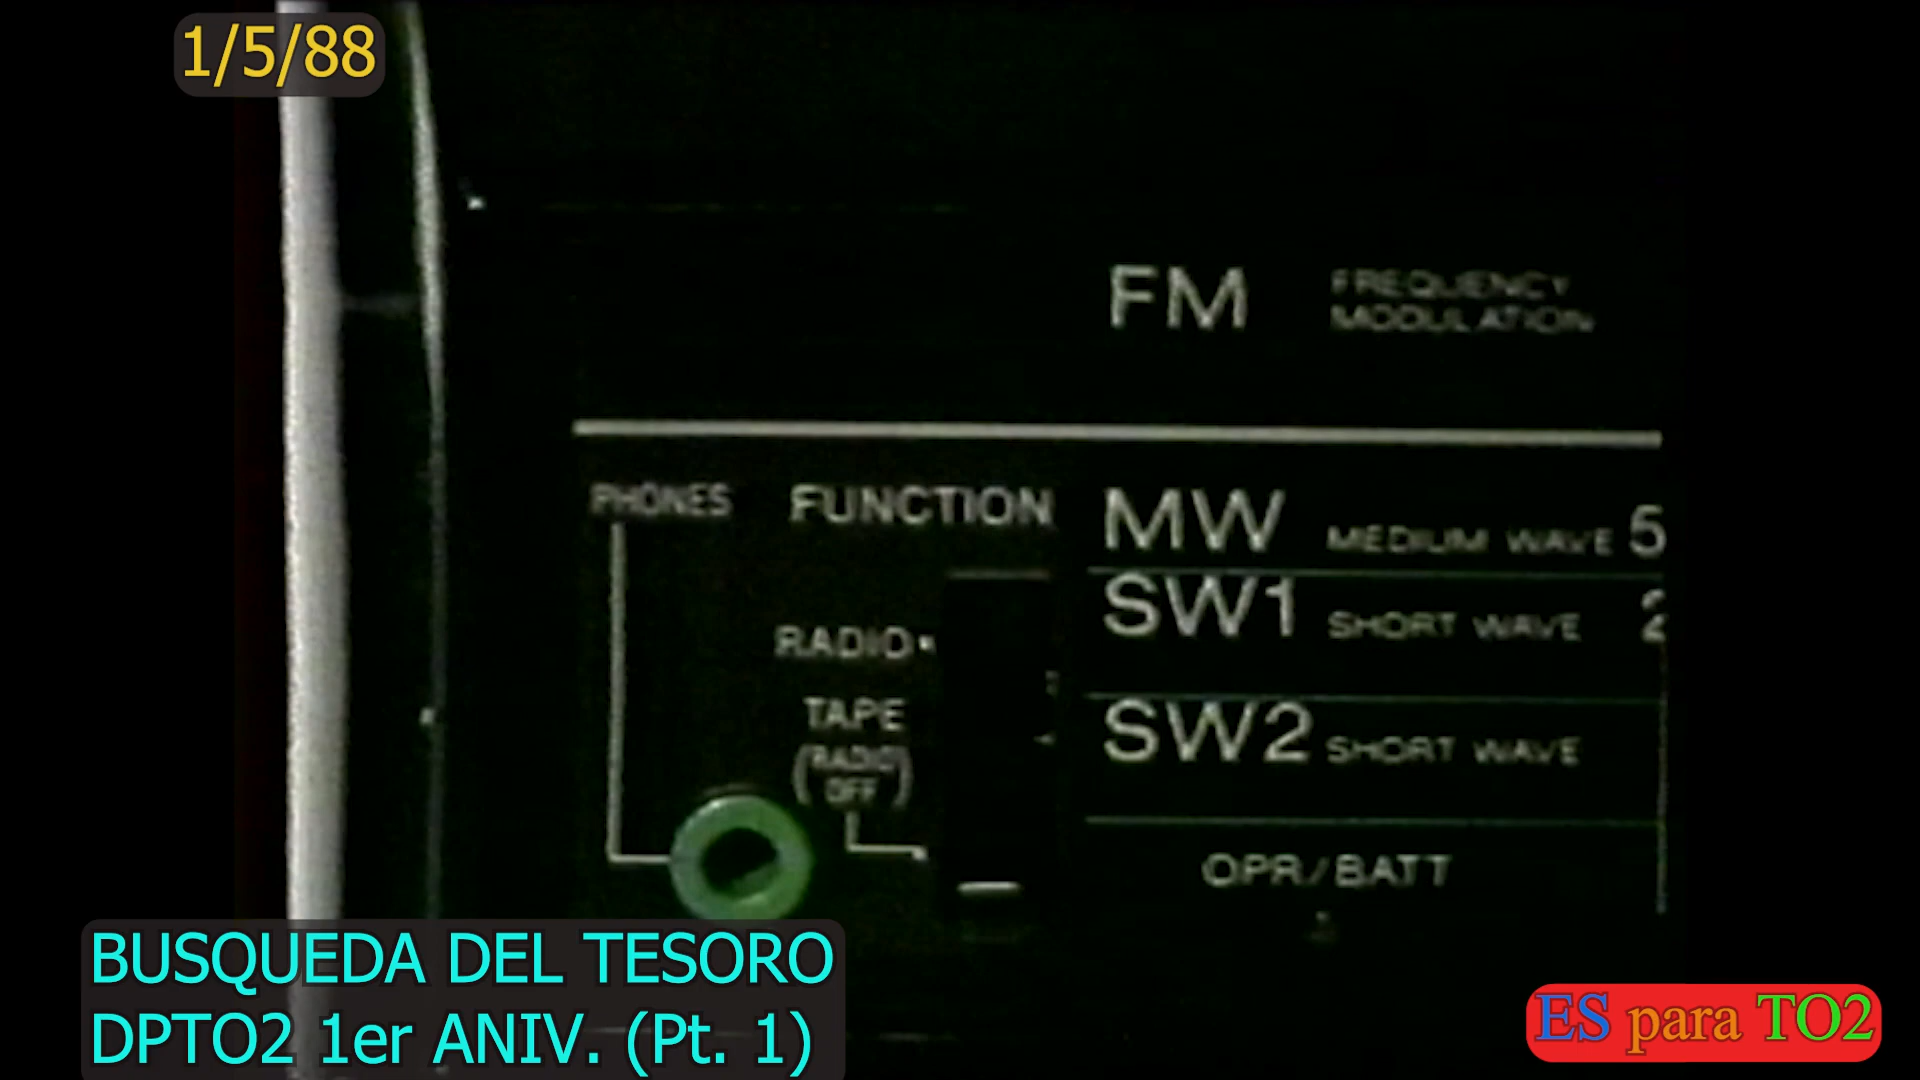 1/5/88
FM FREQUENCY
MODULATION
PHONES FUNCTION MW MEDIUM WAVE 5
SW1 SHORT WAVE 2
RADIO
TAPE SW2 SHORT WAVE
(RADIO
OFF)
OPR/BATT
BUSQUEDA DEL TESORO
DPTO2 1er ANIV. (Pt. 1)
ES para TO2